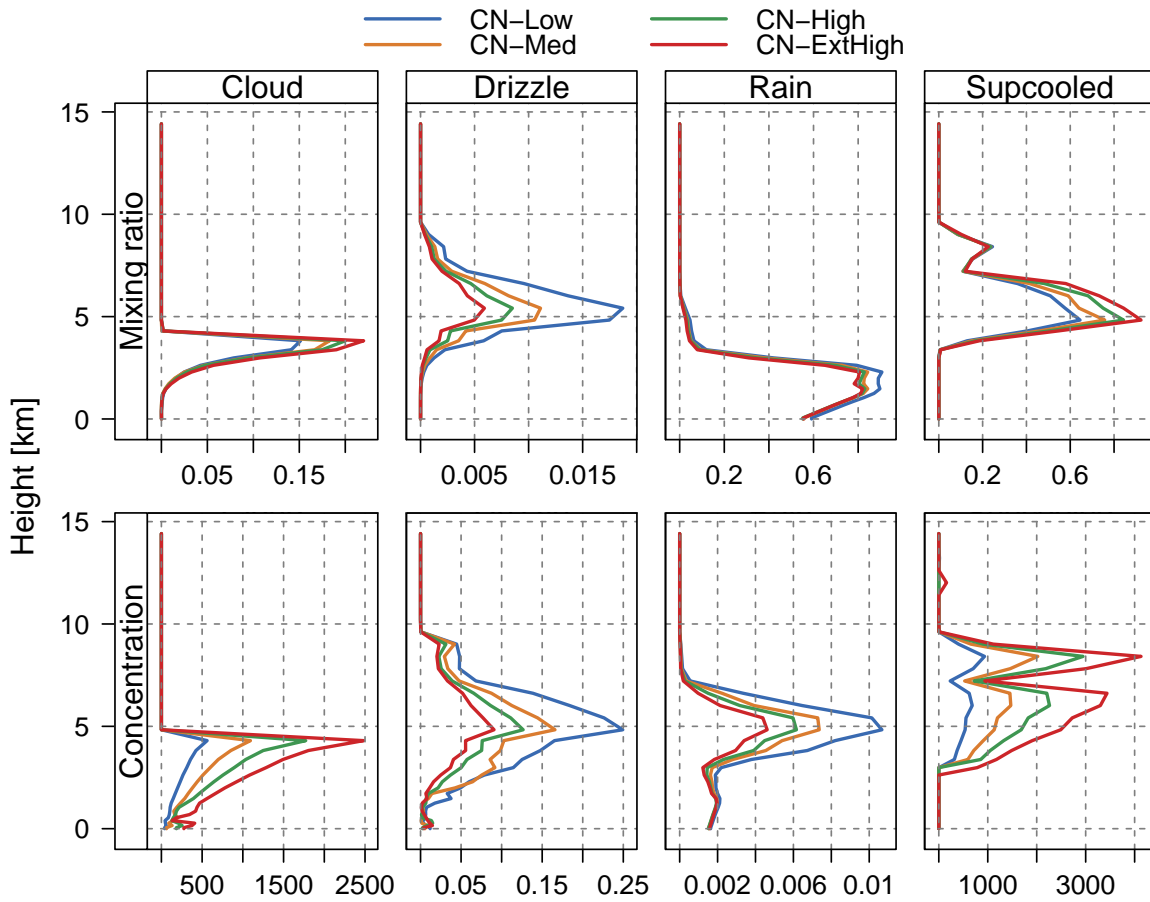 CN−Low CN−High
CN−Med CN−ExtHigh
Cloud Drizzle Rain Supcooled
Height [km]
Mixing ratio
15
10
5
0
0.05 0.15 0.005 0.015 0.2 0.6 0.2 0.6
Concentration
15
10
5
0
500 1500 2500 0.05 0.15 0.25 0.002 0.006 0.01 1000 3000